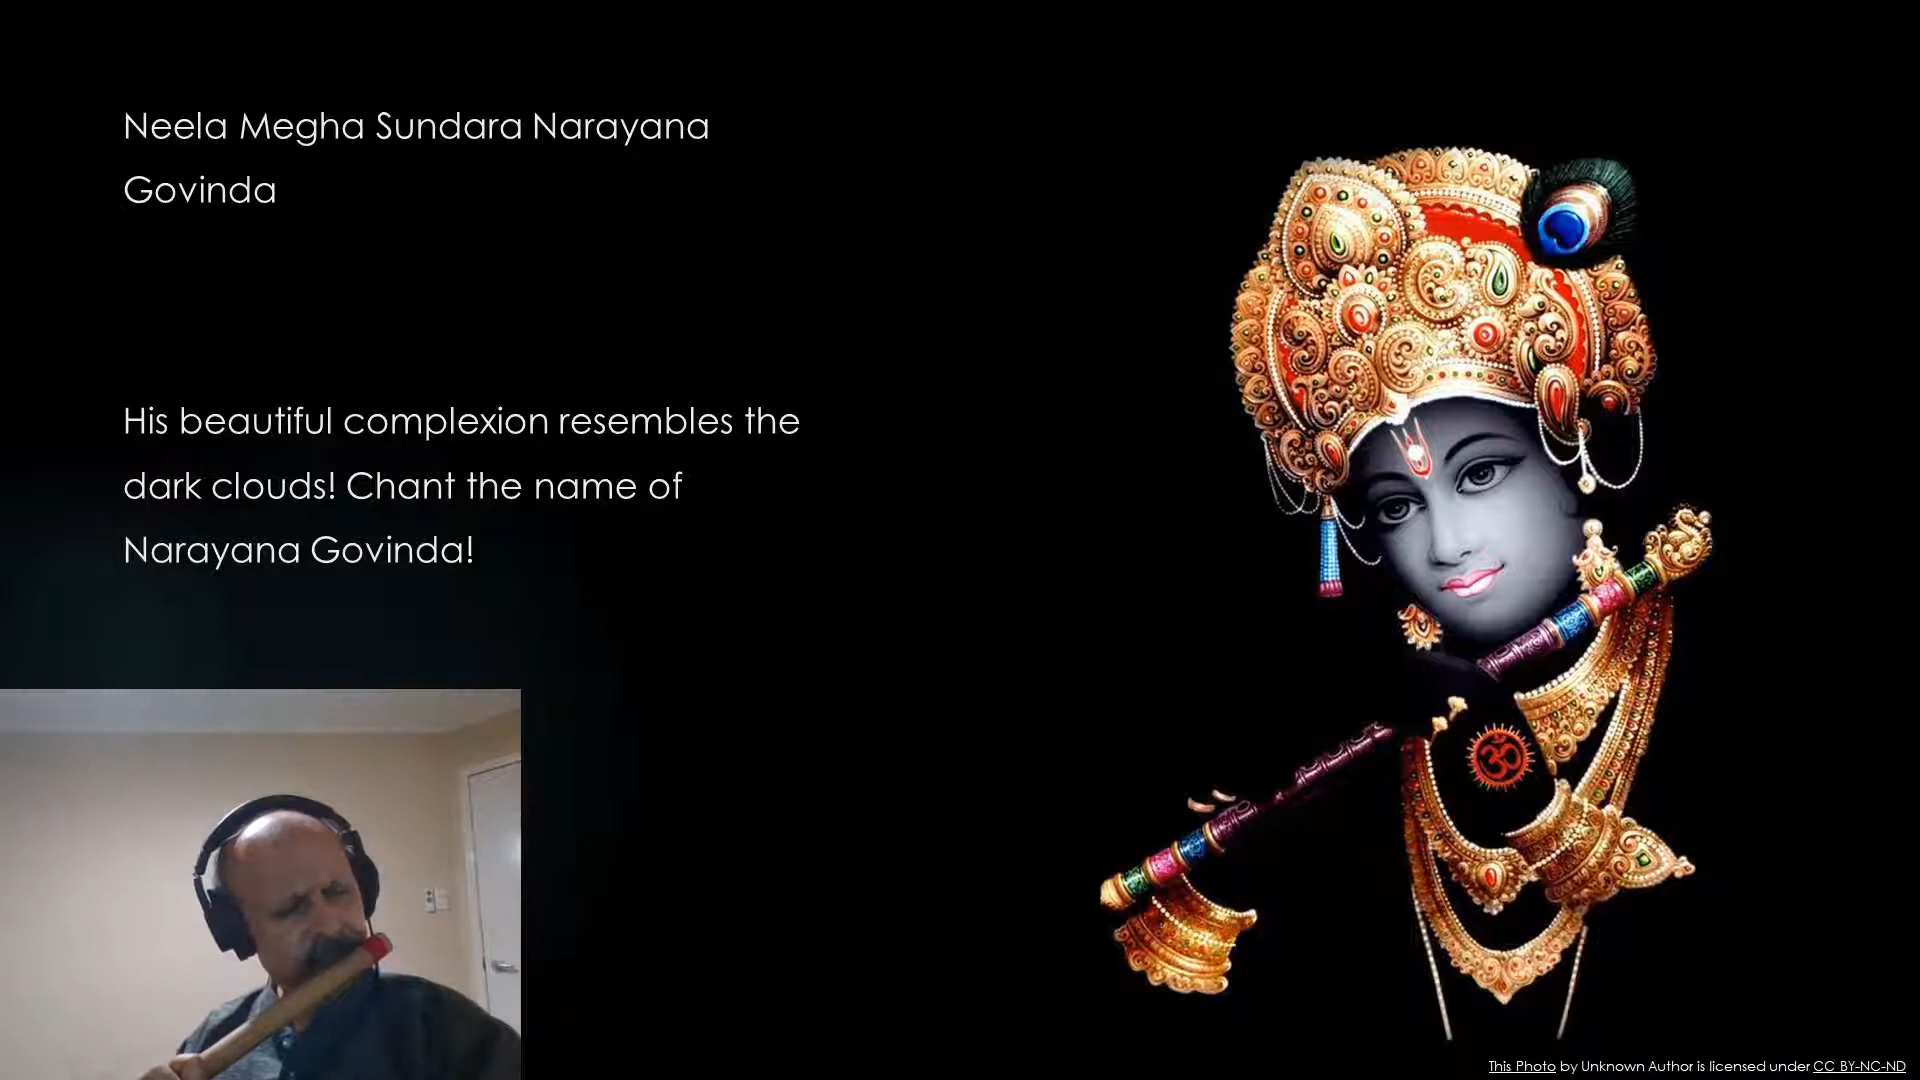 Neela Megha Sundara Narayana
Govinda
His beautiful complexion resembles the
dark clouds! Chant the name of
Narayana Govinda!
ॐ
This Photo by Unknown Author is licensed under CC BY-NC-ND